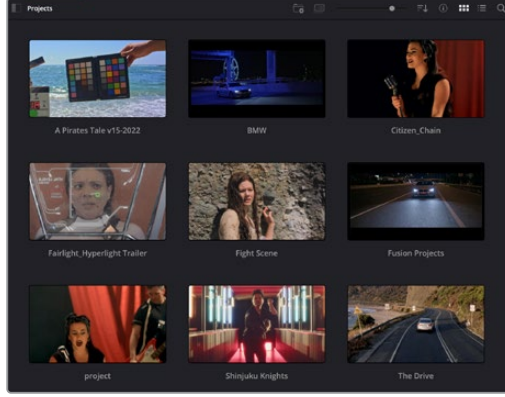 Projects
A Pirates Tale v15-2022
BMW
Citizen_Chain
Fairlight_Hyperlight Trailer
Fight Scene
Fusion Projects
project
Shinjuku Knights
The Drive